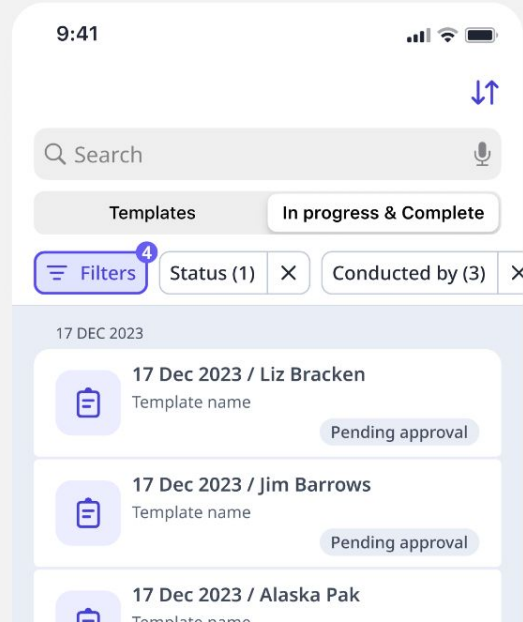 9:41
Search
Templates
In progress & Complete
4
Filters
Status (1)
Conducted by (3)
17 DEC 2023
17 Dec 2023 / Liz Bracken
Template name
Pending approval
17 Dec 2023 / Jim Barrows
Template name
Pending approval
17 Dec 2023 / Alaska Pak
Template name